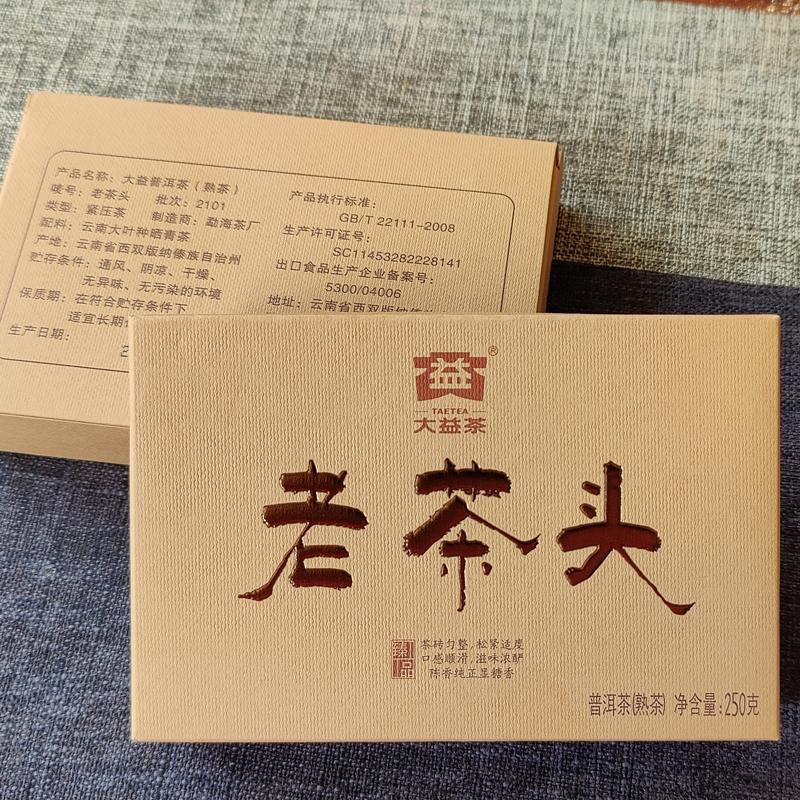 产品名称：大益普洱茶（熟茶）
唛号：老茶头 批次：2101
类型：紧压茶 制造商：勐海茶厂
配料：云南大叶种晒青茶
产地：云南省西双版纳傣族自治州
贮存条件：通风、阴凉、干燥、
无异味、无污染的环境
保质期：在符合贮存条件下
适宜长期
生产日期：
2
产品执行标准：
GB/T 22111-2008
生产许可证号：
SC11453282228141
出口食品生产企业备案号：
5300/04006
地址：云南省西双版纳傣
益®
TAETEA
大益茶
老茶头
臻品
茶砖匀整，松紧适度
口感顺滑，滋味浓酽
陈香纯正显糖香
普洱茶(熟茶) 净含量：250克